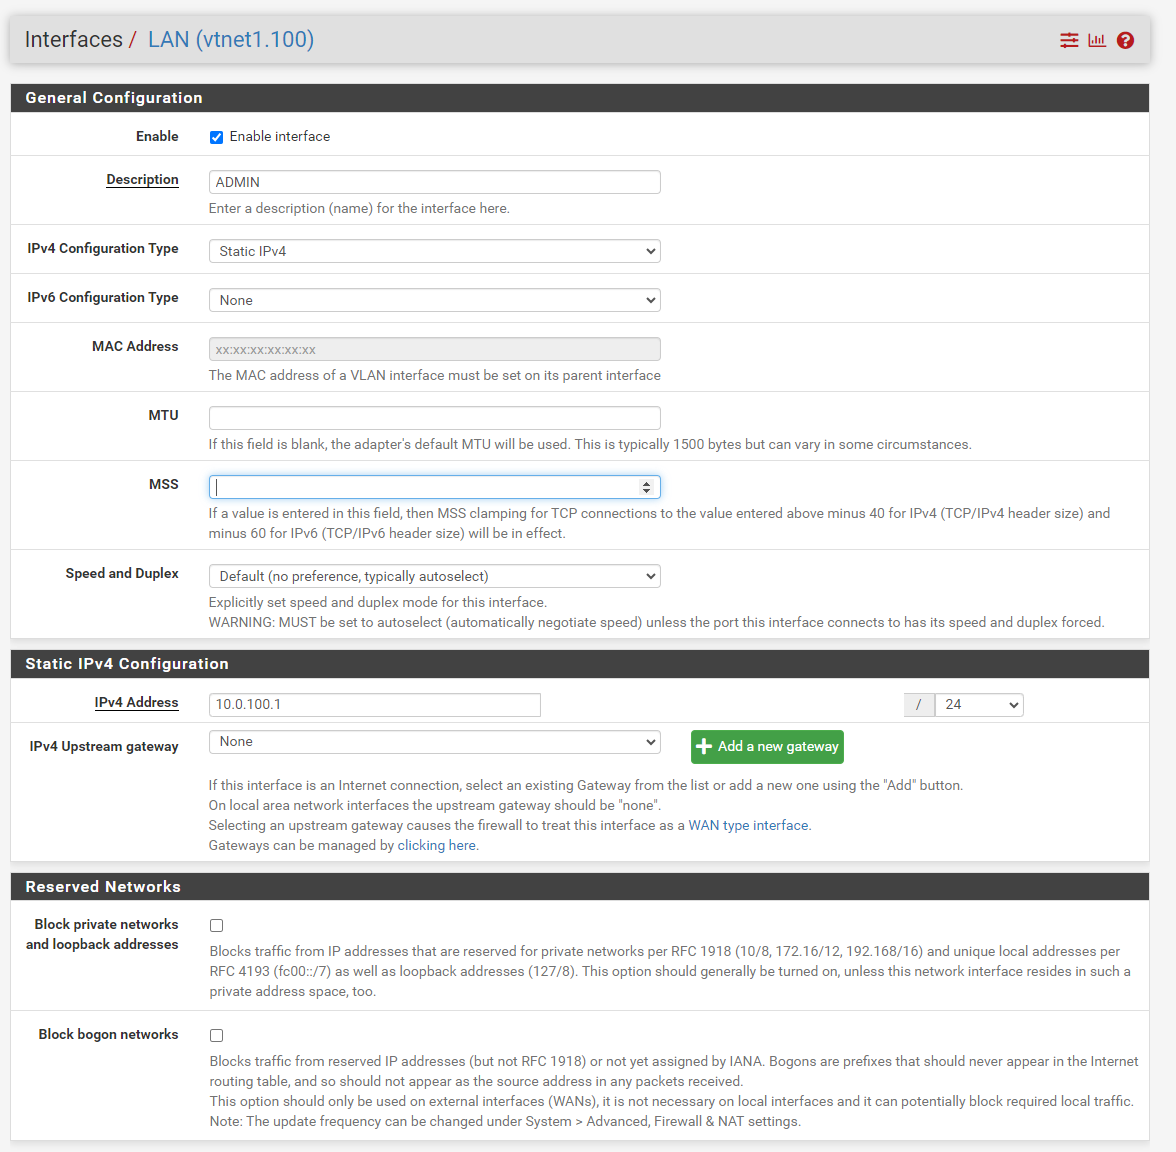 Interfaces / LAN (vtnet1.100)
General Configuration
Enable
Enable interface
Description
ADMIN
Enter a description (name) for the interface here.
IPv4 Configuration Type
Static IPv4
IPv6 Configuration Type
None
MAC Address
xx:xx:xx:xx:xx:xx
The MAC address of a VLAN interface must be set on its parent interface
MTU
If this field is blank, the adapter's default MTU will be used. This is typically 1500 bytes but can vary in some circumstances.
MSS
If a value is entered in this field, then MSS clamping for TCP connections to the value entered above minus 40 for IPv4 (TCP/IPv4 header size) and
minus 60 for IPv6 (TCP/IPv6 header size) will be in effect.
Speed and Duplex
Default (no preference, typically autoselect)
Explicitly set speed and duplex mode for this interface.
WARNING: MUST be set to autoselect (automatically negotiate speed) unless the port this interface connects to has its speed and duplex forced.
Static IPv4 Configuration
IPv4 Address
10.0.100.1
/ 24
IPv4 Upstream gateway
None
Add a new gateway
If this interface is an Internet connection, select an existing Gateway from the list or add a new one using the "Add" button.
On local area network interfaces the upstream gateway should be "none".
Selecting an upstream gateway causes the firewall to treat this interface as a WAN type interface.
Gateways can be managed by clicking here.
Reserved Networks
Block private networks
and loopback addresses
Blocks traffic from IP addresses that are reserved for private networks per RFC 1918 (10/8, 172.16/12, 192.168/16) and unique local addresses per
RFC 4193 (fc00::/7) as well as loopback addresses (127/8). This option should generally be turned on, unless this network interface resides in such a
private address space, too.
Block bogon networks
Blocks traffic from reserved IP addresses (but not RFC 1918) or not yet assigned by IANA. Bogons are prefixes that should never appear in the Internet
routing table, and so should not appear as the source address in any packets received.
This option should only be used on external interfaces (WANs), it is not necessary on local interfaces and it can potentially block required local traffic.
Note: The update frequency can be changed under System > Advanced, Firewall & NAT settings.